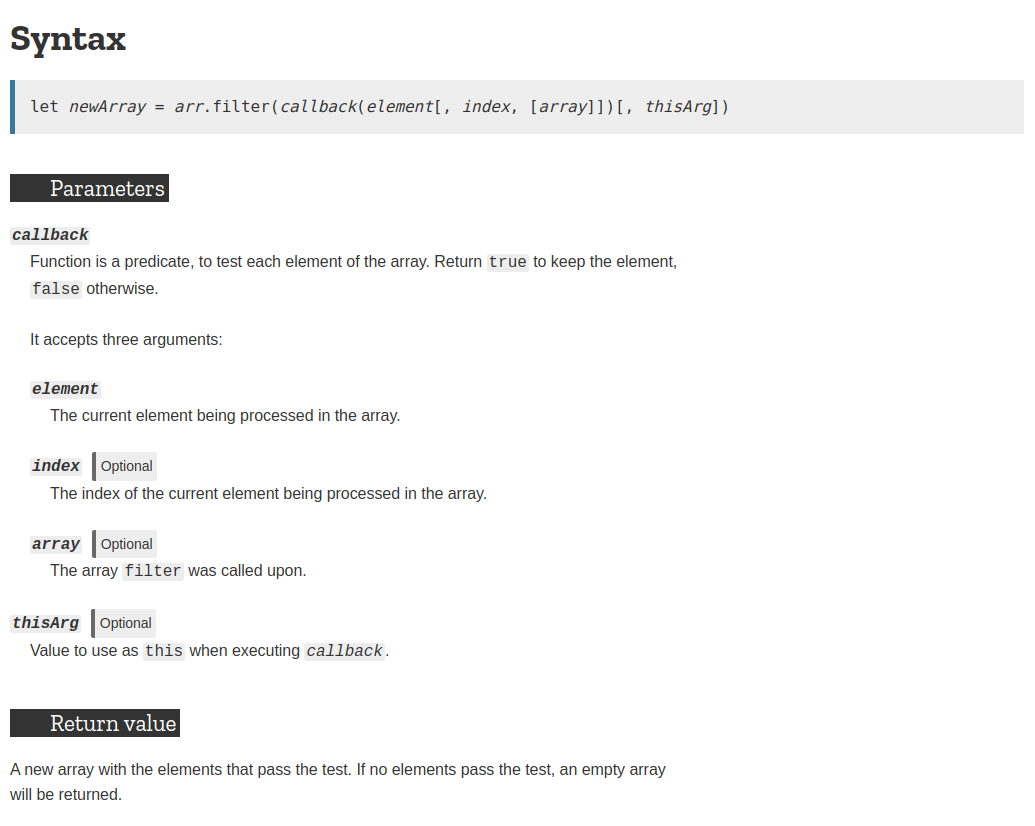 Syntax
let newArray = arr.filter(callback(element[, index, [array]])[, thisArg])
Parameters
callback
Function is a predicate, to test each element of the array. Return true to keep the element,
false otherwise.
It accepts three arguments:
element
The current element being processed in the array.
index Optional
The index of the current element being processed in the array.
array Optional
The array filter was called upon.
thisArg Optional
Value to use as this when executing callback.
Return value
A new array with the elements that pass the test. If no elements pass the test, an empty array
will be returned.